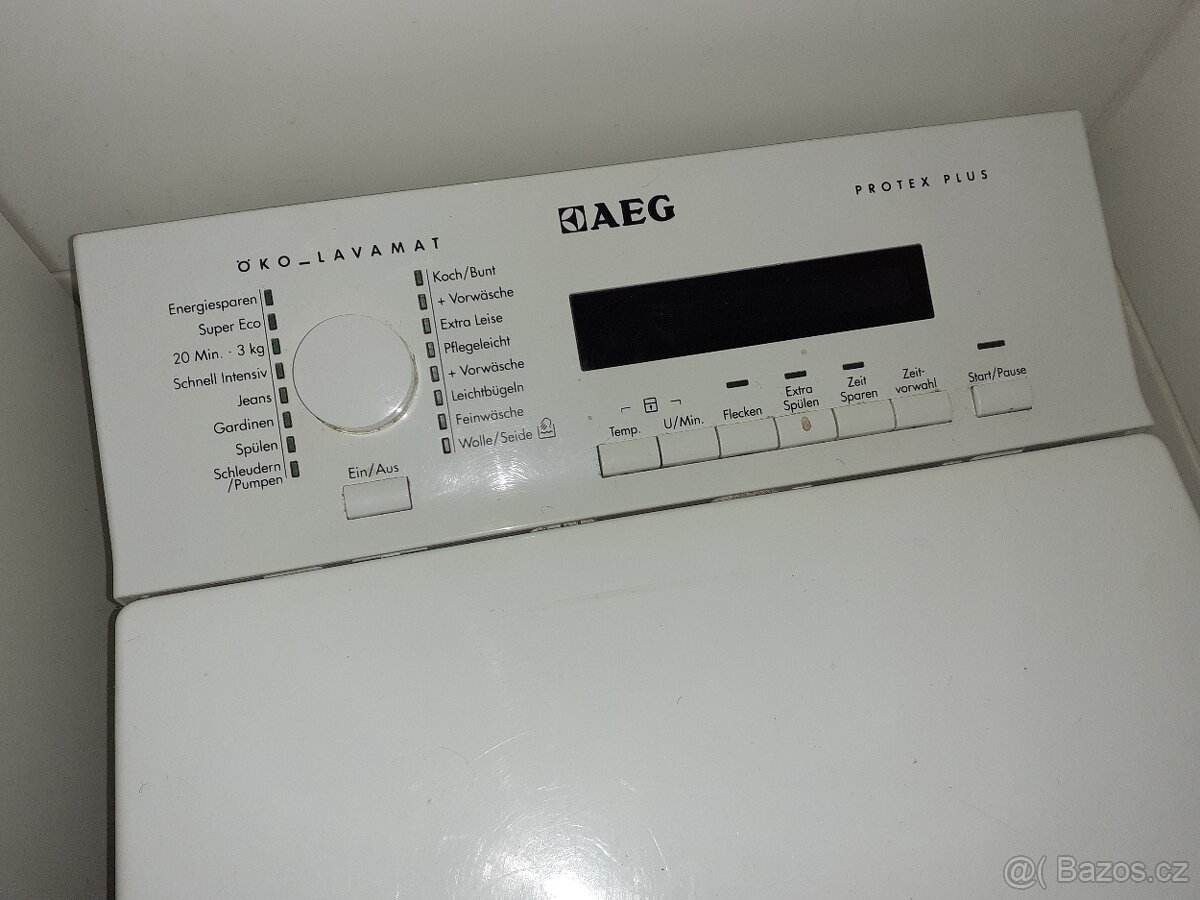 ÖKO_LAVAMAT
AEG
PROTEX PLUS
Energiesparen
Super Eco
20 Min. · 3 kg
Schnell Intensiv
Jeans
Gardinen
Spülen
Schleudern
/Pumpen
Koch/Bunt
+ Vorwäsche
Extra Leise
Pflegeleicht
+ Vorwäsche
Leichtbügeln
Feinwäsche
Wolle/Seide
Ein/Aus
Temp.
U/Min.
Flecken
Extra
Spülen
Zeit
Sparen
Zeit-
vorwahl
Start/Pause
@( Bazos.cz